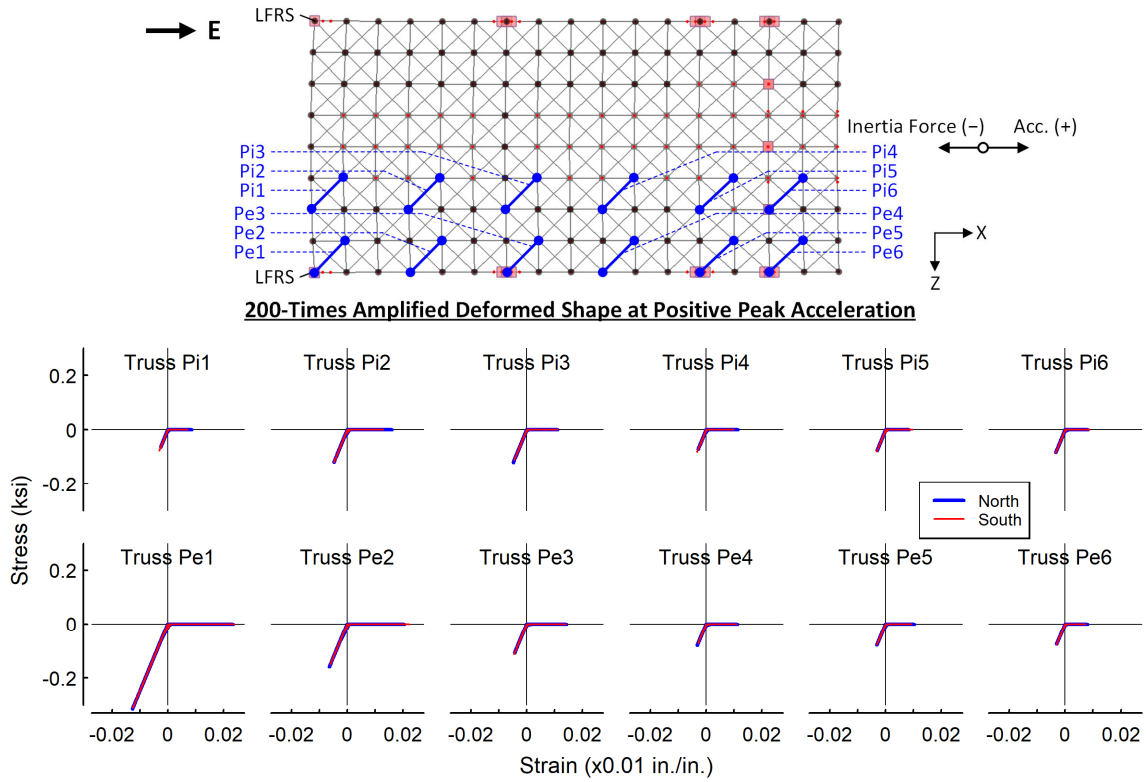 LFRS
E
Inertia Force (−) Acc. (+)
Pi3 Pi4
Pi2 Pi5
Pi1 Pi6
Pe3 Pe4
Pe2 Pe5
Pe1 Pe6
X
LFRS
Z
200-Times Amplified Deformed Shape at Positive Peak Acceleration
Truss Pi1 Truss Pi2 Truss Pi3 Truss Pi4 Truss Pi5 Truss Pi6
0.2
0
-0.2
North
South
Truss Pe1 Truss Pe2 Truss Pe3 Truss Pe4 Truss Pe5 Truss Pe6
0.2
0
-0.2
Stress (ksi)
-0.02 0 0.02 -0.02 0 0.02 -0.02 0 0.02 -0.02 0 0.02 -0.02 0 0.02 -0.02 0 0.02
Strain (x0.01 in./in.)